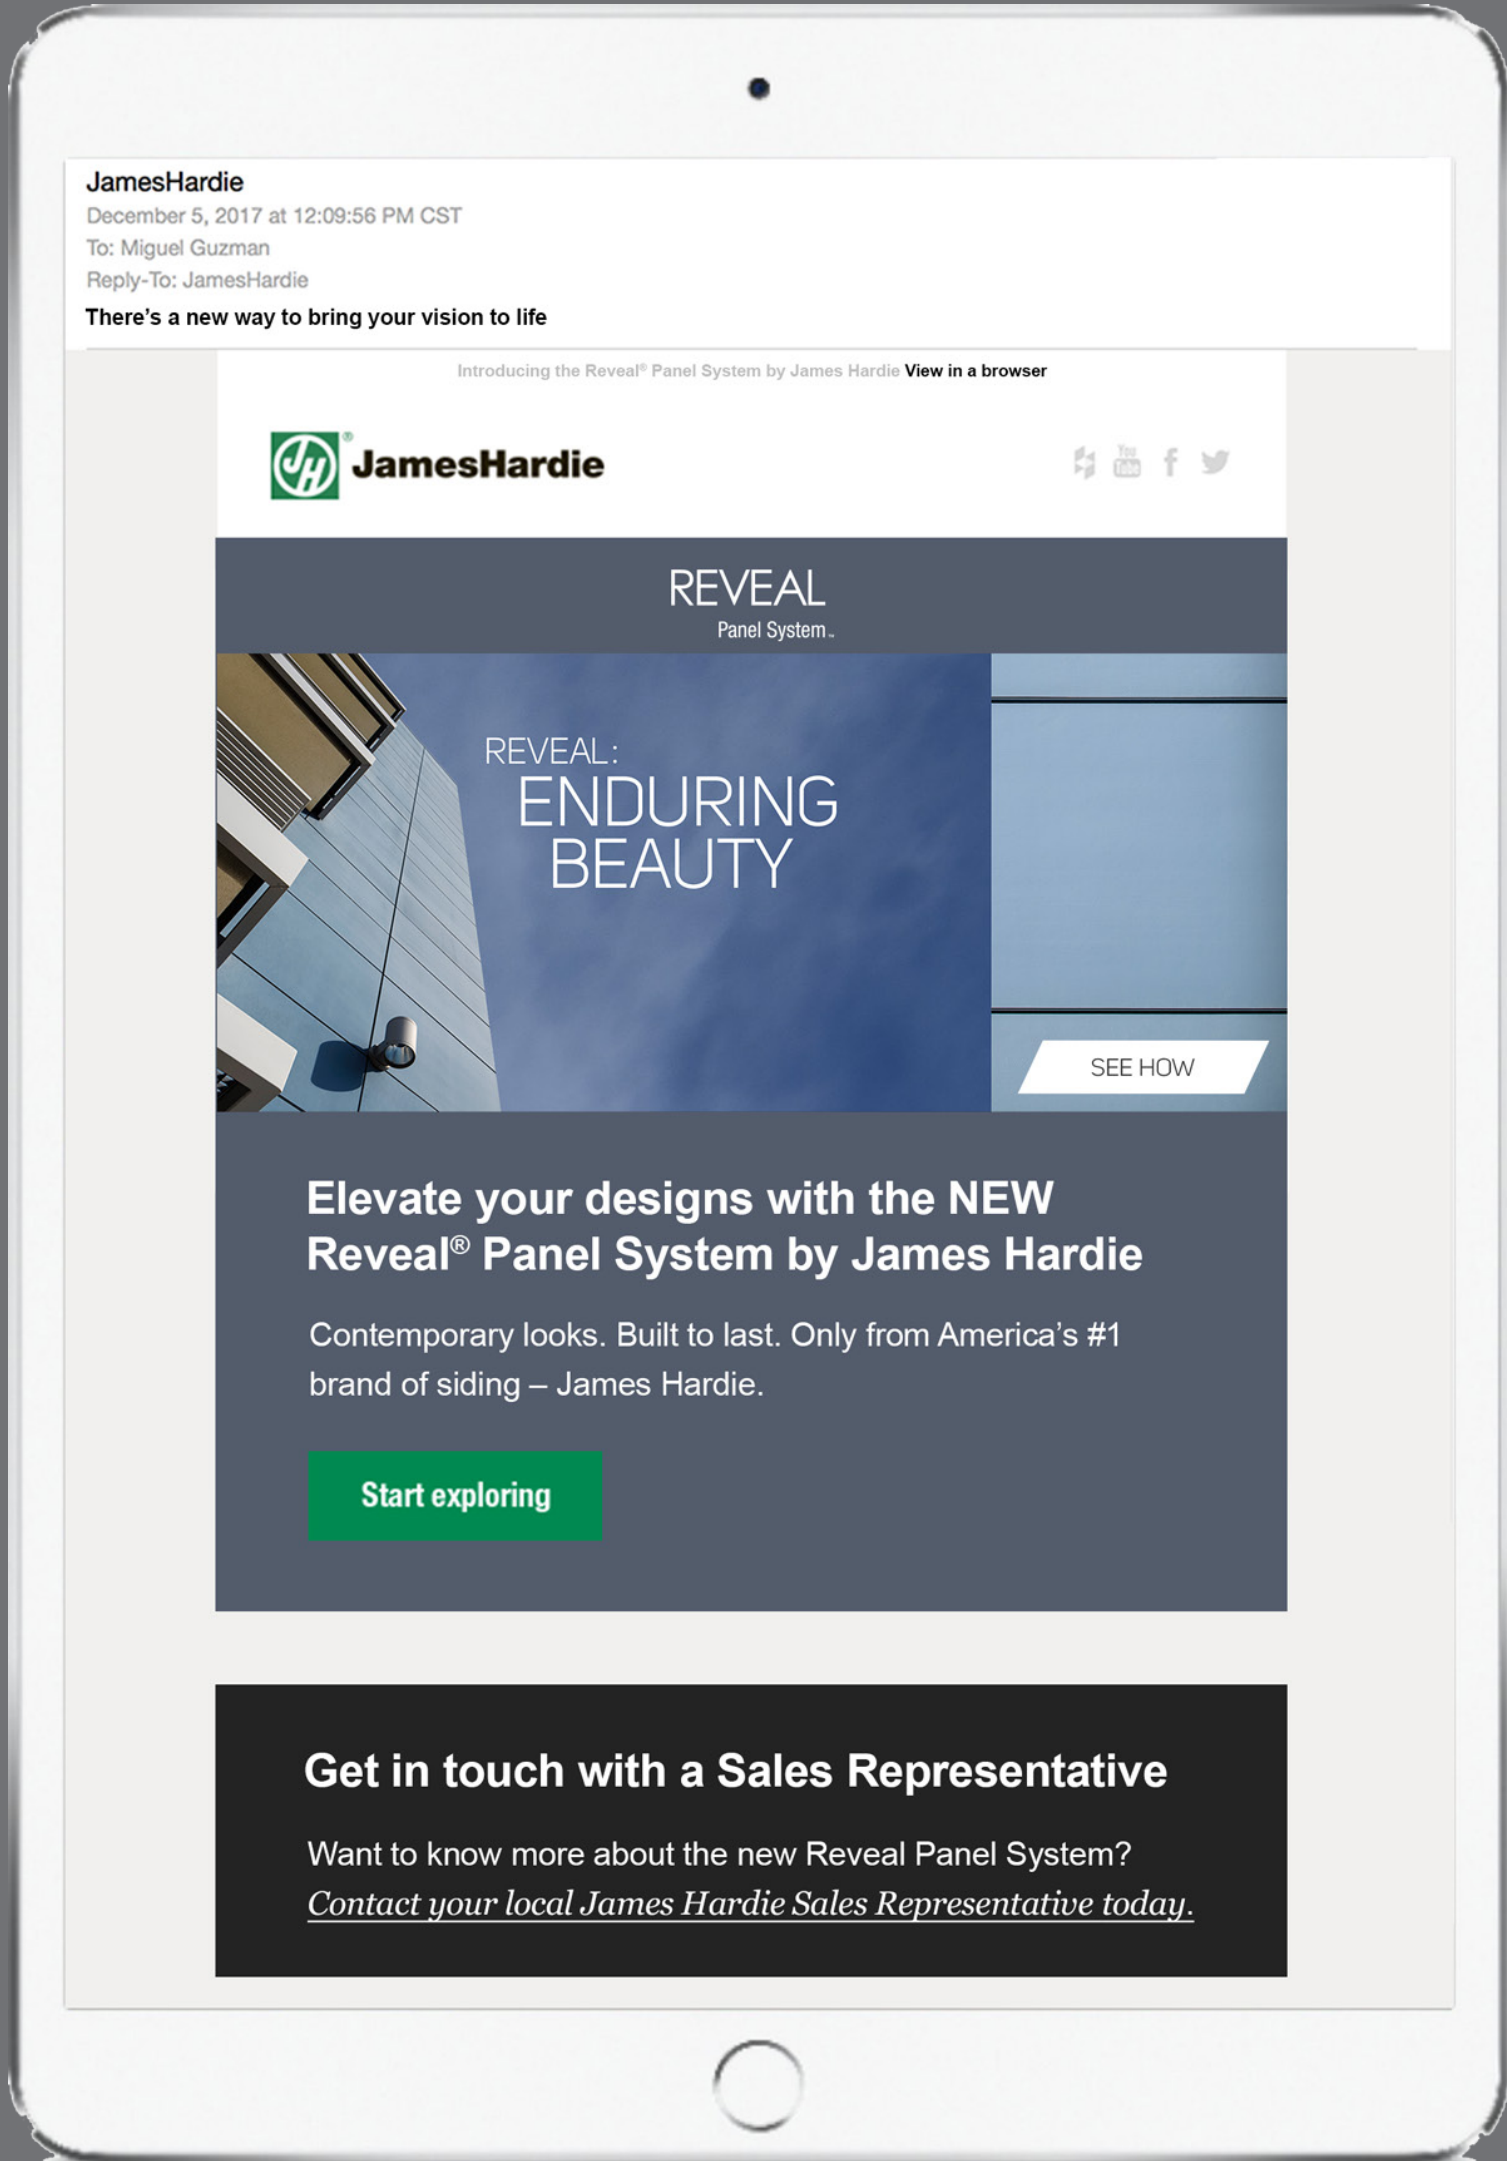 JamesHardie
December 5, 2017 at 12:09:56 PM CST
To: Miguel Guzman
Reply-To: JamesHardie
There's a new way to bring your vision to life
Introducing the Reveal® Panel System by James Hardie View in a browser
JH® JamesHardie
You Tube f
REVEAL
Panel System™
REVEAL:
ENDURING
BEAUTY
SEE HOW
Elevate your designs with the NEW
Reveal® Panel System by James Hardie
Contemporary looks. Built to last. Only from America's #1
brand of siding – James Hardie.
Start exploring
Get in touch with a Sales Representative
Want to know more about the new Reveal Panel System?
Contact your local James Hardie Sales Representative today.